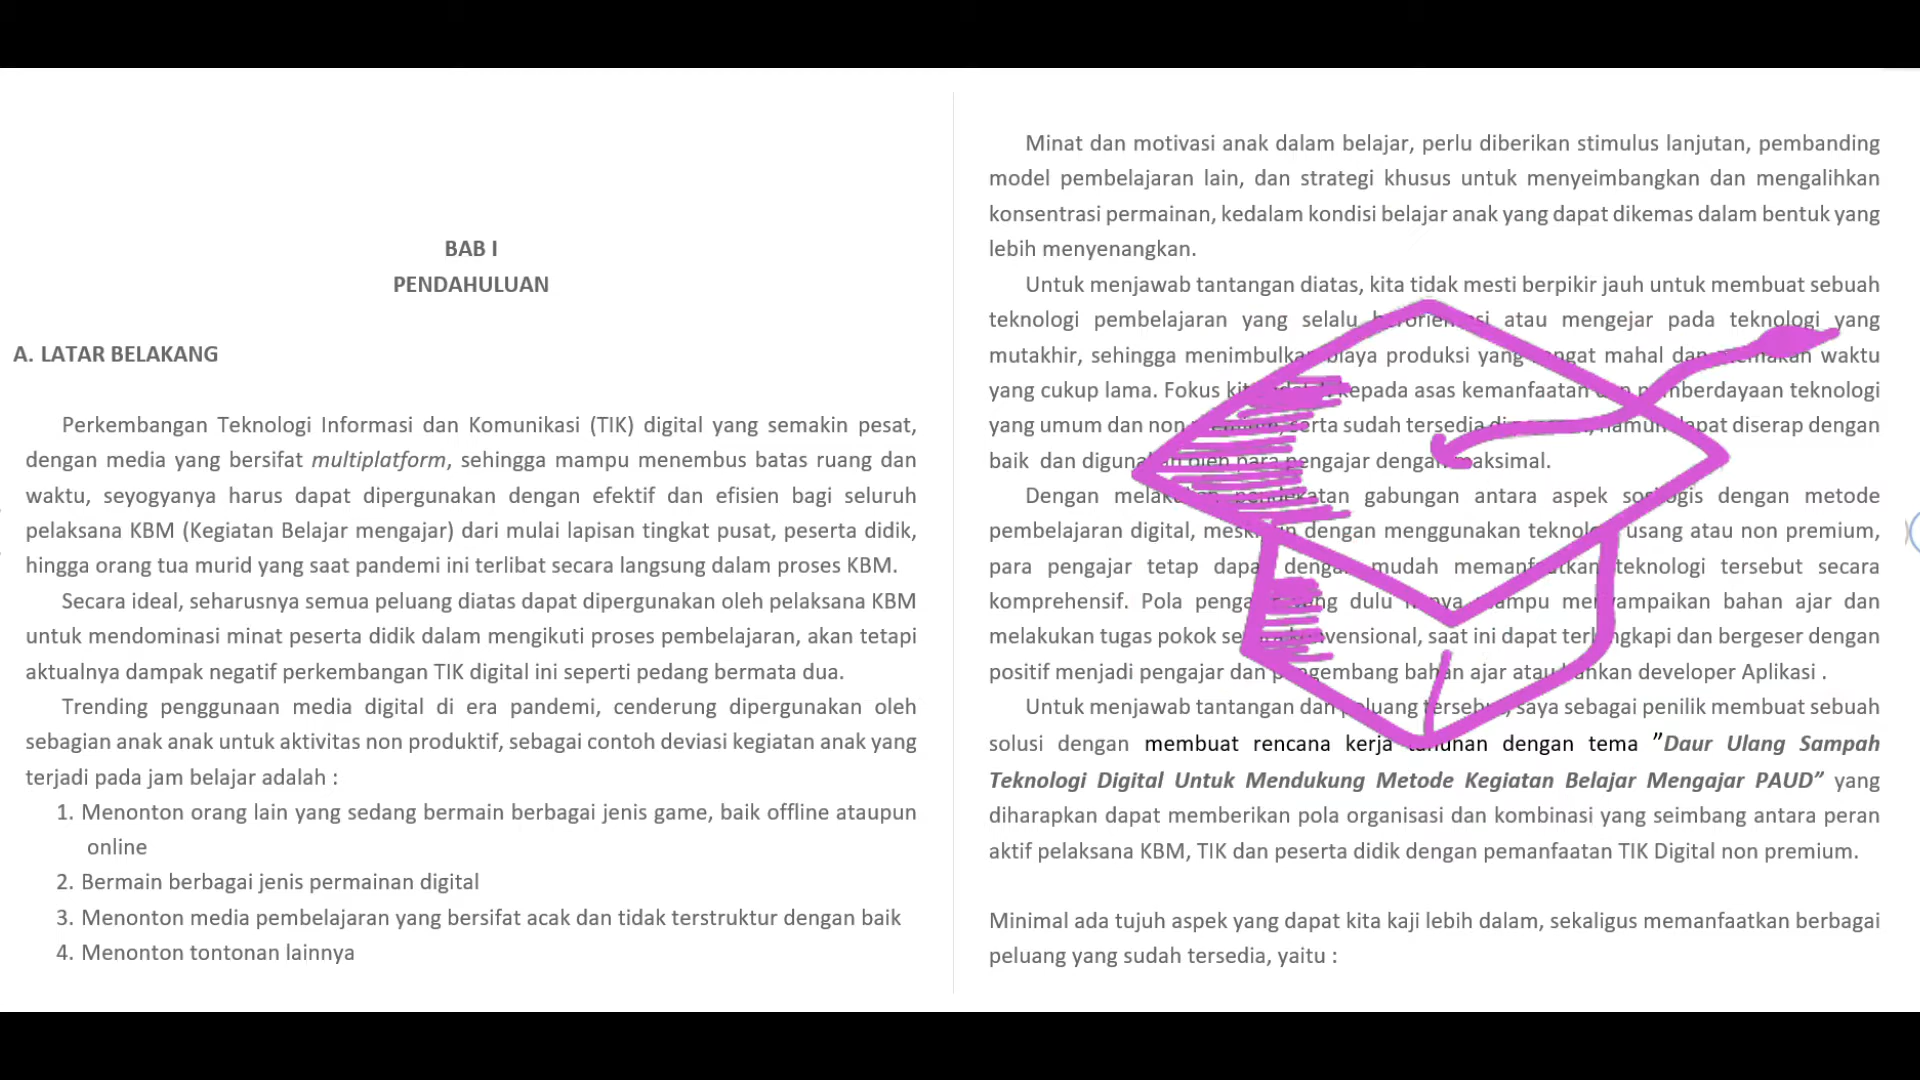 BAB I
PENDAHULUAN
A. LATAR BELAKANG
Perkembangan Teknologi Informasi dan Komunikasi (TIK) digital yang semakin pesat,
dengan media yang bersifat multiplatform, sehingga mampu menembus batas ruang dan
waktu, seyogyanya harus dapat dipergunakan dengan efektif dan efisien bagi seluruh
pelaksana KBM (Kegiatan Belajar mengajar) dari mulai lapisan tingkat pusat, peserta didik,
hingga orang tua murid yang saat pandemi ini terlibat secara langsung dalam proses KBM.
Secara ideal, seharusnya semua peluang diatas dapat dipergunakan oleh pelaksana KBM
untuk mendominasi minat peserta didik dalam mengikuti proses pembelajaran, akan tetapi
aktualnya dampak negatif perkembangan TIK digital ini seperti pedang bermata dua.
Trending penggunaan media digital di era pandemi, cenderung dipergunakan oleh
sebagian anak anak untuk aktivitas non produktif, sebagai contoh deviasi kegiatan anak yang
terjadi pada jam belajar adalah :
1. Menonton orang lain yang sedang bermain berbagai jenis game, baik offline ataupun
online
2. Bermain berbagai jenis permainan digital
3. Menonton media pembelajaran yang bersifat acak dan tidak terstruktur dengan baik
4. Menonton tontonan lainnya
Minat dan motivasi anak dalam belajar, perlu diberikan stimulus lanjutan, pembanding
model pembelajaran lain, dan strategi khusus untuk menyeimbangkan dan mengalihkan
konsentrasi permainan, kedalam kondisi belajar anak yang dapat dikemas dalam bentuk yang
lebih menyenangkan.
Untuk menjawab tantangan diatas, kita tidak mesti berpikir jauh untuk membuat sebuah
teknologi pembelajaran yang selalu berorientasi atau mengejar pada teknologi yang
mutakhir, sehingga menimbulkan biaya produksi yang sangat mahal dan memakan waktu
yang cukup lama. Fokus kita kepada asas kemanfaatan dan pemberdayaan teknologi
yang umum dan non serta sudah tersedia namun dapat diserap dengan
baik dan digunakan oleh para pengajar dengan maksimal.
Dengan melakukan pendekatan gabungan antara aspek sosiologis dengan metode
pembelajaran digital, meskipun dengan menggunakan teknologi usang atau non premium,
para pengajar tetap dapat dengan mudah memanfaatkan teknologi tersebut secara
komprehensif. Pola pengajar yang dulu hanya mampu menyampaikan bahan ajar dan
melakukan tugas pokok secara konvensional, saat ini dapat terlengkapi dan bergeser dengan
positif menjadi pengajar dan pengembang bahan ajar atau bahkan developer Aplikasi .
Untuk menjawab tantangan dan peluang tersebut, saya sebagai penilik membuat sebuah
solusi dengan membuat rencana kerja tahunan dengan tema ”Daur Ulang Sampah
Teknologi Digital Untuk Mendukung Metode Kegiatan Belajar Mengajar PAUD” yang
diharapkan dapat memberikan pola organisasi dan kombinasi yang seimbang antara peran
aktif pelaksana KBM, TIK dan peserta didik dengan pemanfaatan TIK Digital non premium.
Minimal ada tujuh aspek yang dapat kita kaji lebih dalam, sekaligus memanfaatkan berbagai
peluang yang sudah tersedia, yaitu :